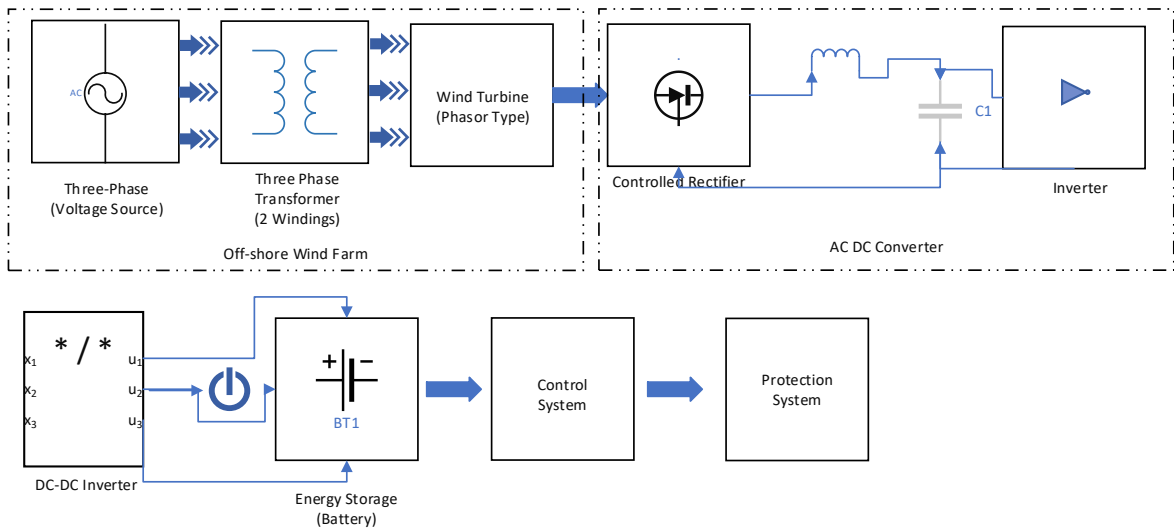 AC
Three-Phase
(Voltage Source)
Three Phase
Transformer
(2 Windings)
Wind Turbine
(Phasor Type)
Off-shore Wind Farm
Controlled Rectifier
C1
Inverter
AC DC Converter
* / *
x₁
u₁
x₂
u₂
x₃
u₃
DC-DC Inverter
+
−
BT1
Energy Storage
(Battery)
Control
System
Protection
System